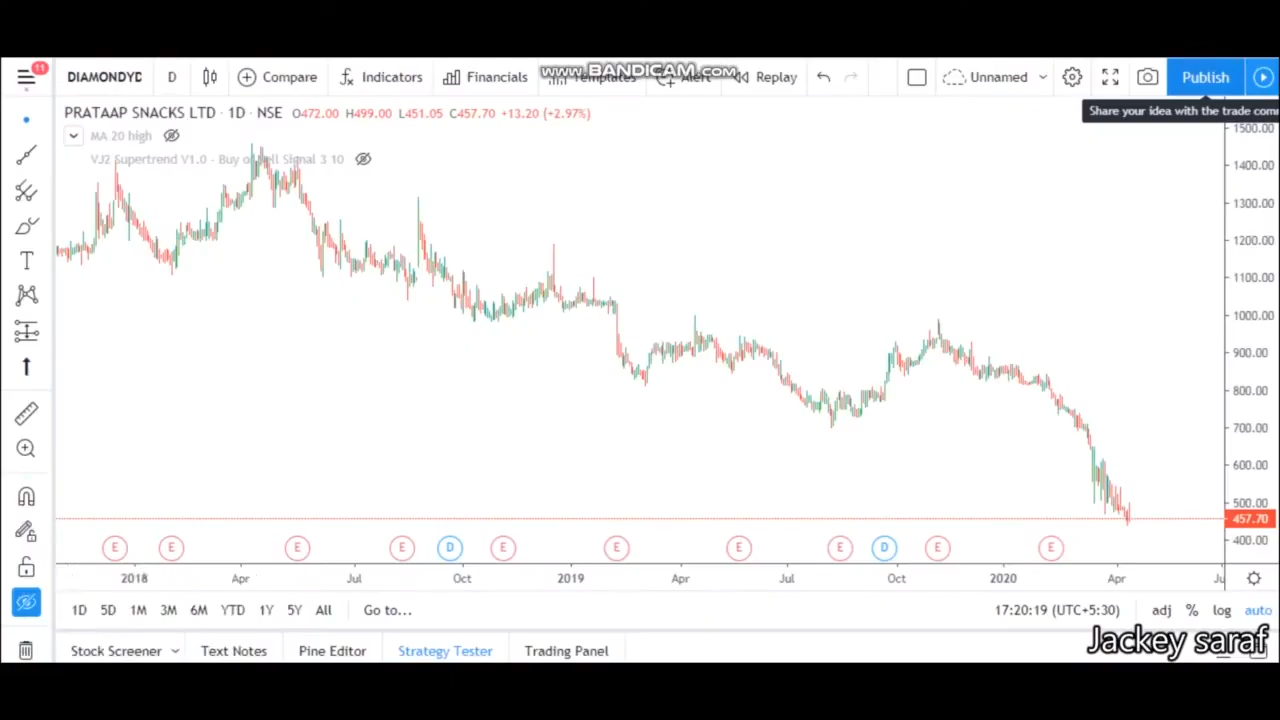 www.BANDICAM.com
11
DIAMONDYD D Compare Indicators Financials Templates Alert Replay Unnamed Publish
PRATAAP SNACKS LTD · 1D · NSE O472.00 H499.00 L451.05 C457.70 +13.20 (+2.97%)
Share your idea with the trade com
MA 20 high
VJ2 Supertrend V1.0 - Buy or Sell Signal 3 10
1500.00
1400.00
1300.00
1200.00
1100.00
1000.00
900.00
800.00
700.00
600.00
500.00
457.70
400.00
E E E E D E E E E D E E
2018 Apr Jul Oct 2019 Apr Jul Oct 2020 Apr Ju
1D 5D 1M 3M 6M YTD 1Y 5Y All Go to... 17:20:19 (UTC+5:30) adj % log auto
Stock Screener Text Notes Pine Editor Strategy Tester Trading Panel
Jackey saraf